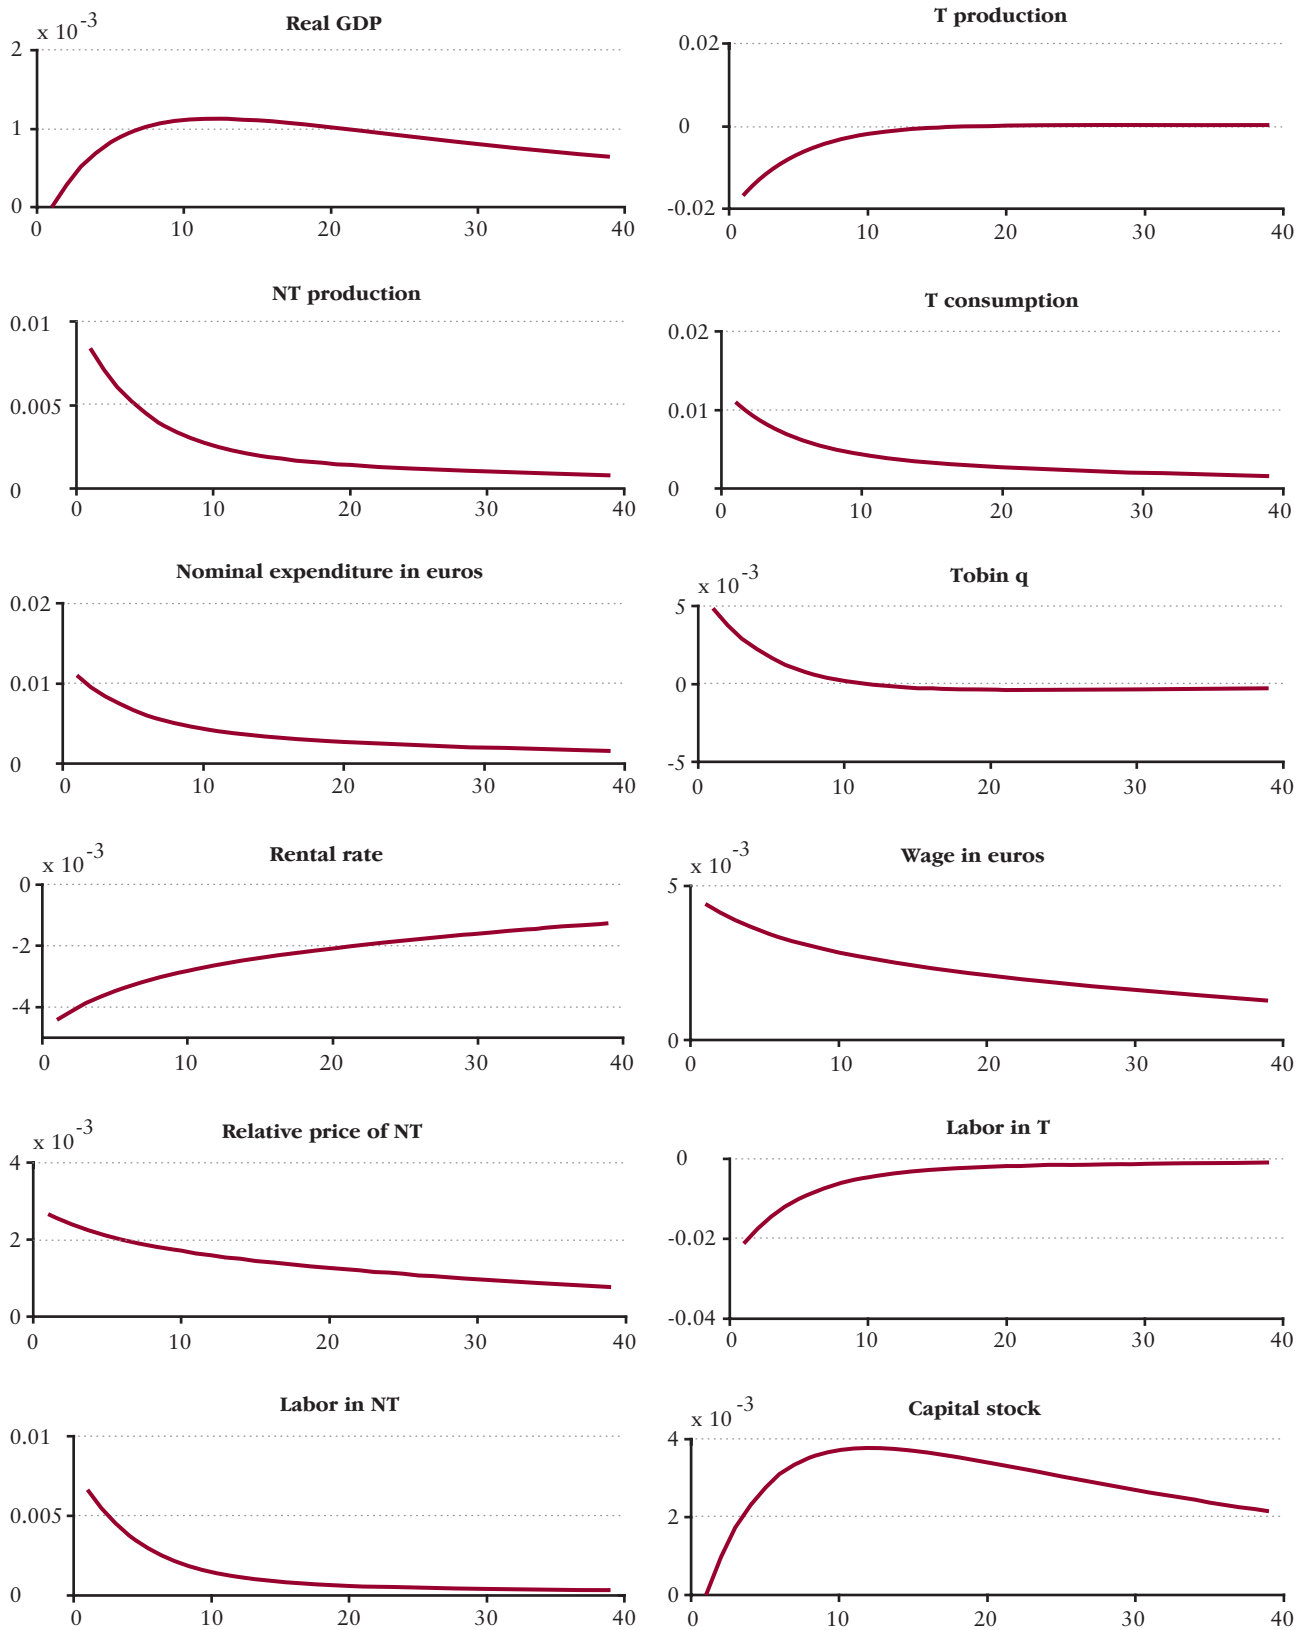 Real GDP
x 10-3
2
1
0
0 10 20 30 40
T production
0.02
0
-0.02
0 10 20 30 40
NT production
0.01
0.005
0
0 10 20 30 40
T consumption
0.02
0.01
0
0 10 20 30 40
Nominal expenditure in euros
0.02
0.01
0
0 10 20 30 40
Tobin q
x 10-3
5
0
-5
0 10 20 30 40
Rental rate
x 10-3
0
-2
-4
0 10 20 30 40
Wage in euros
x 10-3
5
0
0 10 20 30 40
Relative price of NT
x 10-3
4
2
0
0 10 20 30 40
Labor in T
0
-0.02
-0.04
0 10 20 30 40
Labor in NT
0.01
0.005
0
0 10 20 30 40
Capital stock
x 10-3
4
2
0
0 10 20 30 40